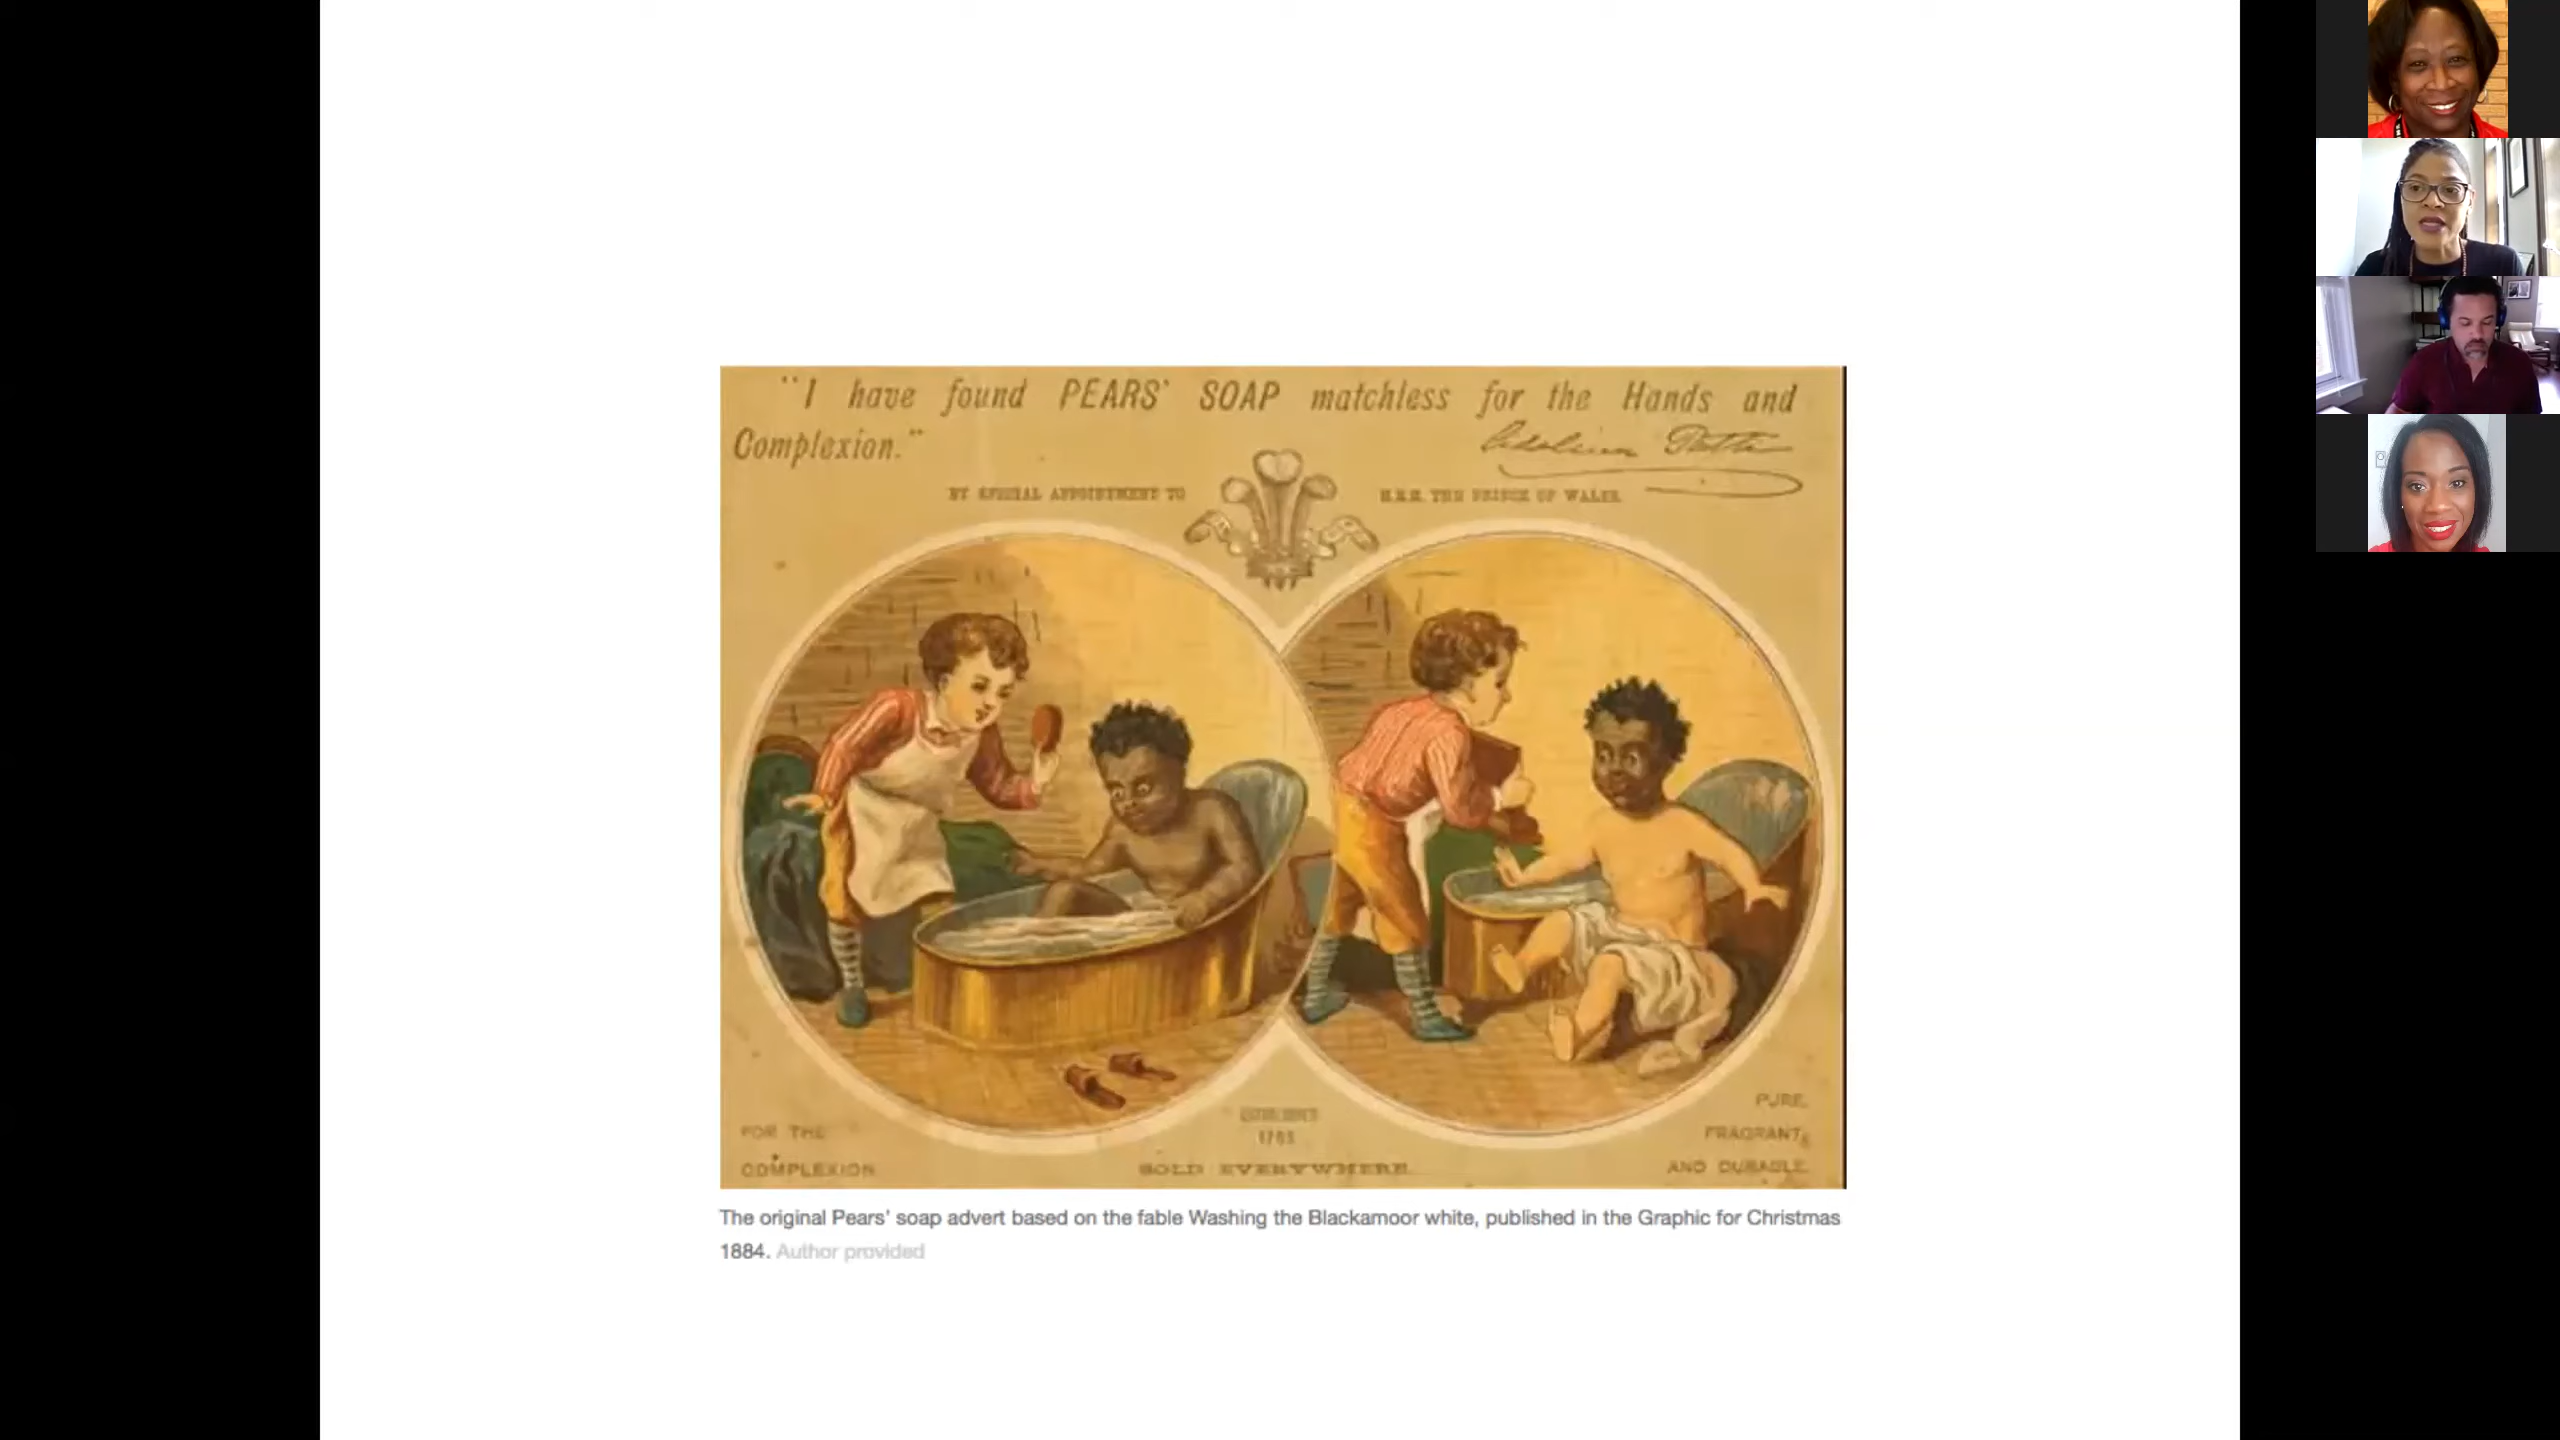 "I have found PEARS' SOAP matchless for the Hands and
Complexion."
BY SPECIAL APPOINTMENT TO H.R.H. THE PRINCE OF WALES.
FOR THE
COMPLEXION
1789
SOLD EVERYWHERE.
PURE,
FRAGRANT,
AND DURABLE.
The original Pears' soap advert based on the fable Washing the Blackamoor white, published in the Graphic for Christmas
1884. Author provided